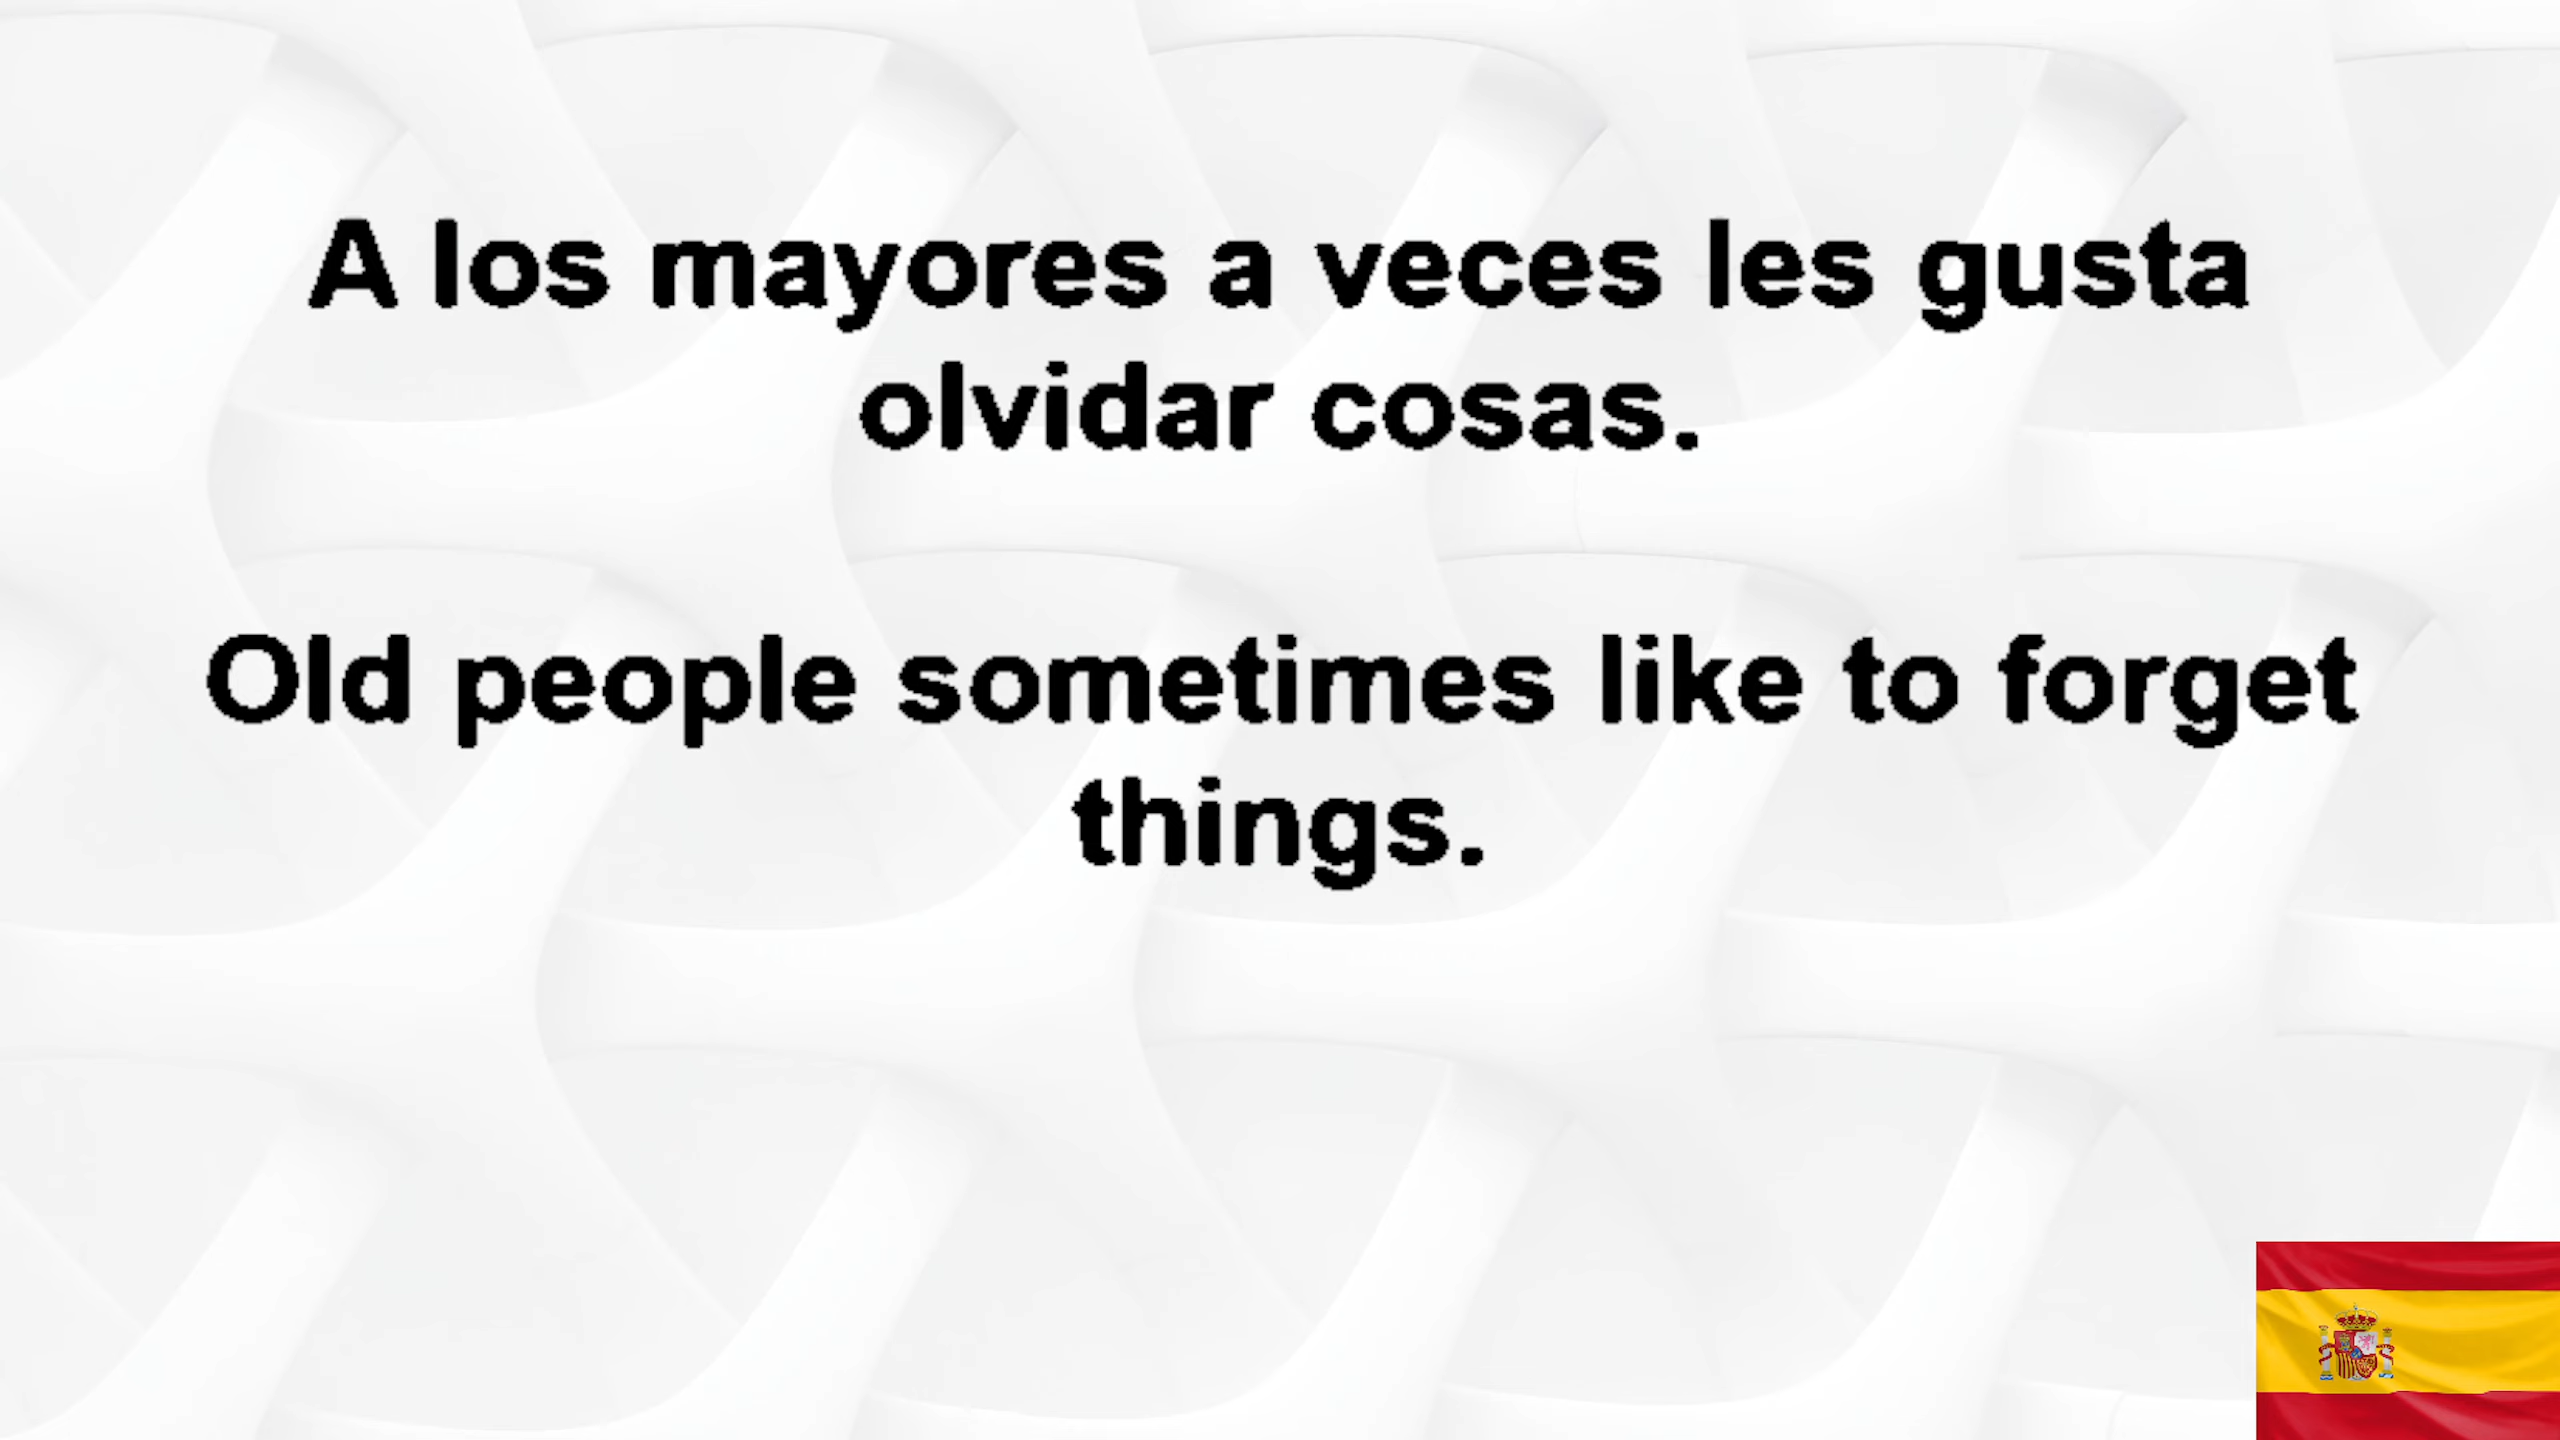 A los mayores a veces les gusta
olvidar cosas.
Old people sometimes like to forget
things.